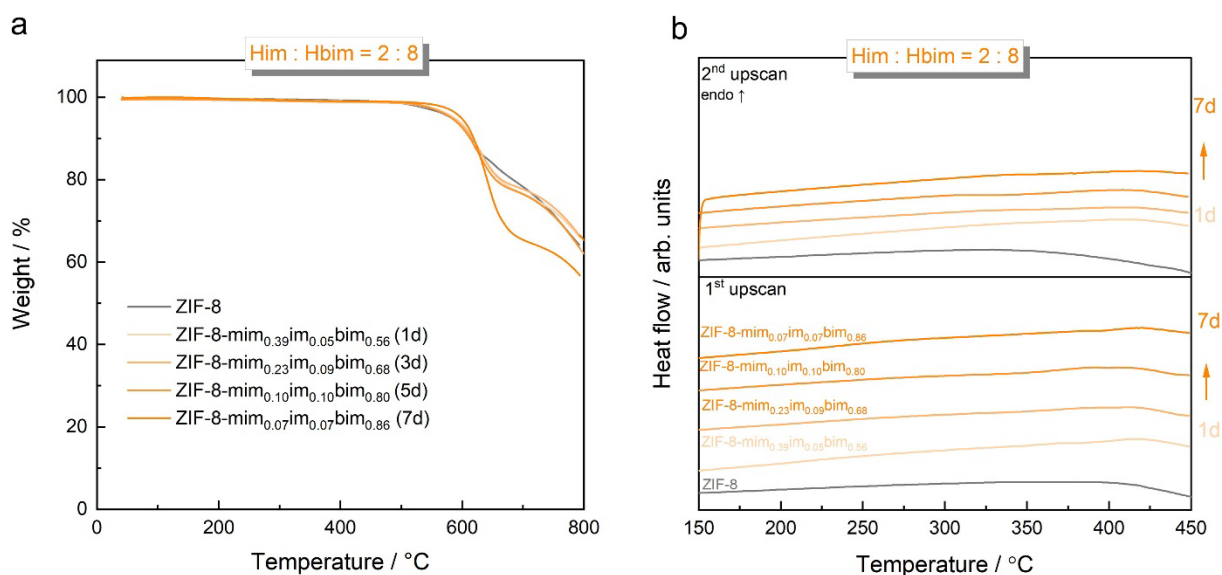 a
Him : Hbim = 2 : 8
100
80
60
40
20
0
Weight / %
ZIF-8
ZIF-8-mim0.39im0.05bim0.56 (1d)
ZIF-8-mim0.23im0.09bim0.68 (3d)
ZIF-8-mim0.10im0.10bim0.80 (5d)
ZIF-8-mim0.07im0.07bim0.86 (7d)
0 200 400 600 800
Temperature / °C
b
Him : Hbim = 2 : 8
2nd upscan
endo ↑
7d
1d
Heat flow / arb. units
1st upscan
ZIF-8-mim0.07im0.07bim0.86
ZIF-8-mim0.10im0.10bim0.80
ZIF-8-mim0.23im0.09bim0.68
ZIF-8-mim0.39im0.05bim0.56
ZIF-8
7d
1d
150 200 250 300 350 400 450
Temperature / °C